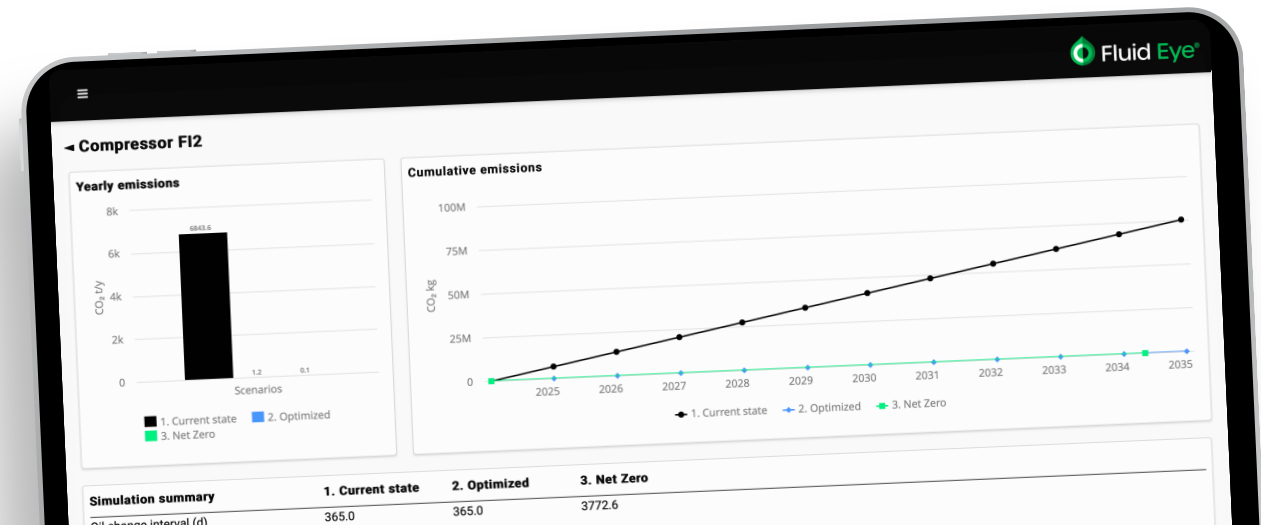 Fluid Eye®
◄ Compressor FI2
Yearly emissions
8k
6k
4k
2k
0
CO₂ t/y
6843.6
1.2
0.1
Scenarios
1. Current state
2. Optimized
3. Net Zero
Cumulative emissions
100M
75M
50M
25M
0
CO₂ kg
2025 2026 2027 2028 2029 2030 2031 2032 2033 2034 2035
1. Current state 2. Optimized 3. Net Zero
Simulation summary 1. Current state 2. Optimized 3. Net Zero
Oil change interval (d) 365.0 365.0 3772.6